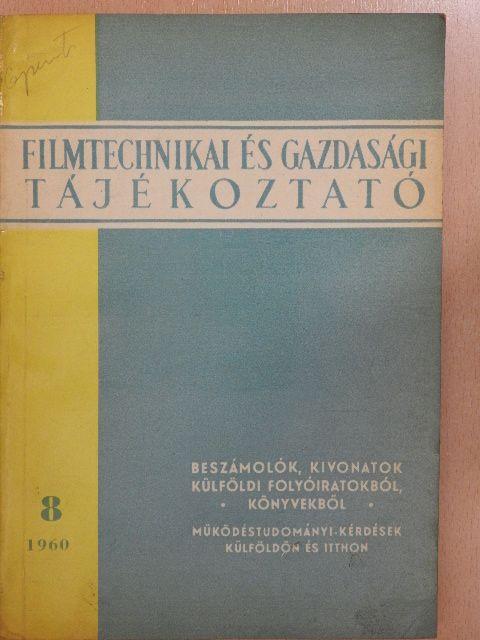 FILMTECHNIKAI ÉS GAZDASÁGI
TÁJÉKOZTATÓ
BESZÁMOLÓK, KIVONATOK
KÜLFÖLDI FOLYÓIRATOKBÓL,
• KÖNYVEKBŐL •
MŰKÖDÉSTUDOMÁNYI-KÉRDÉSEK
KÜLFÖLDÖN ÉS ITTHON
8
1960